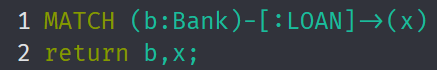 1 MATCH (b:Bank)-[:LOAN]->(x)
2 return b,x;